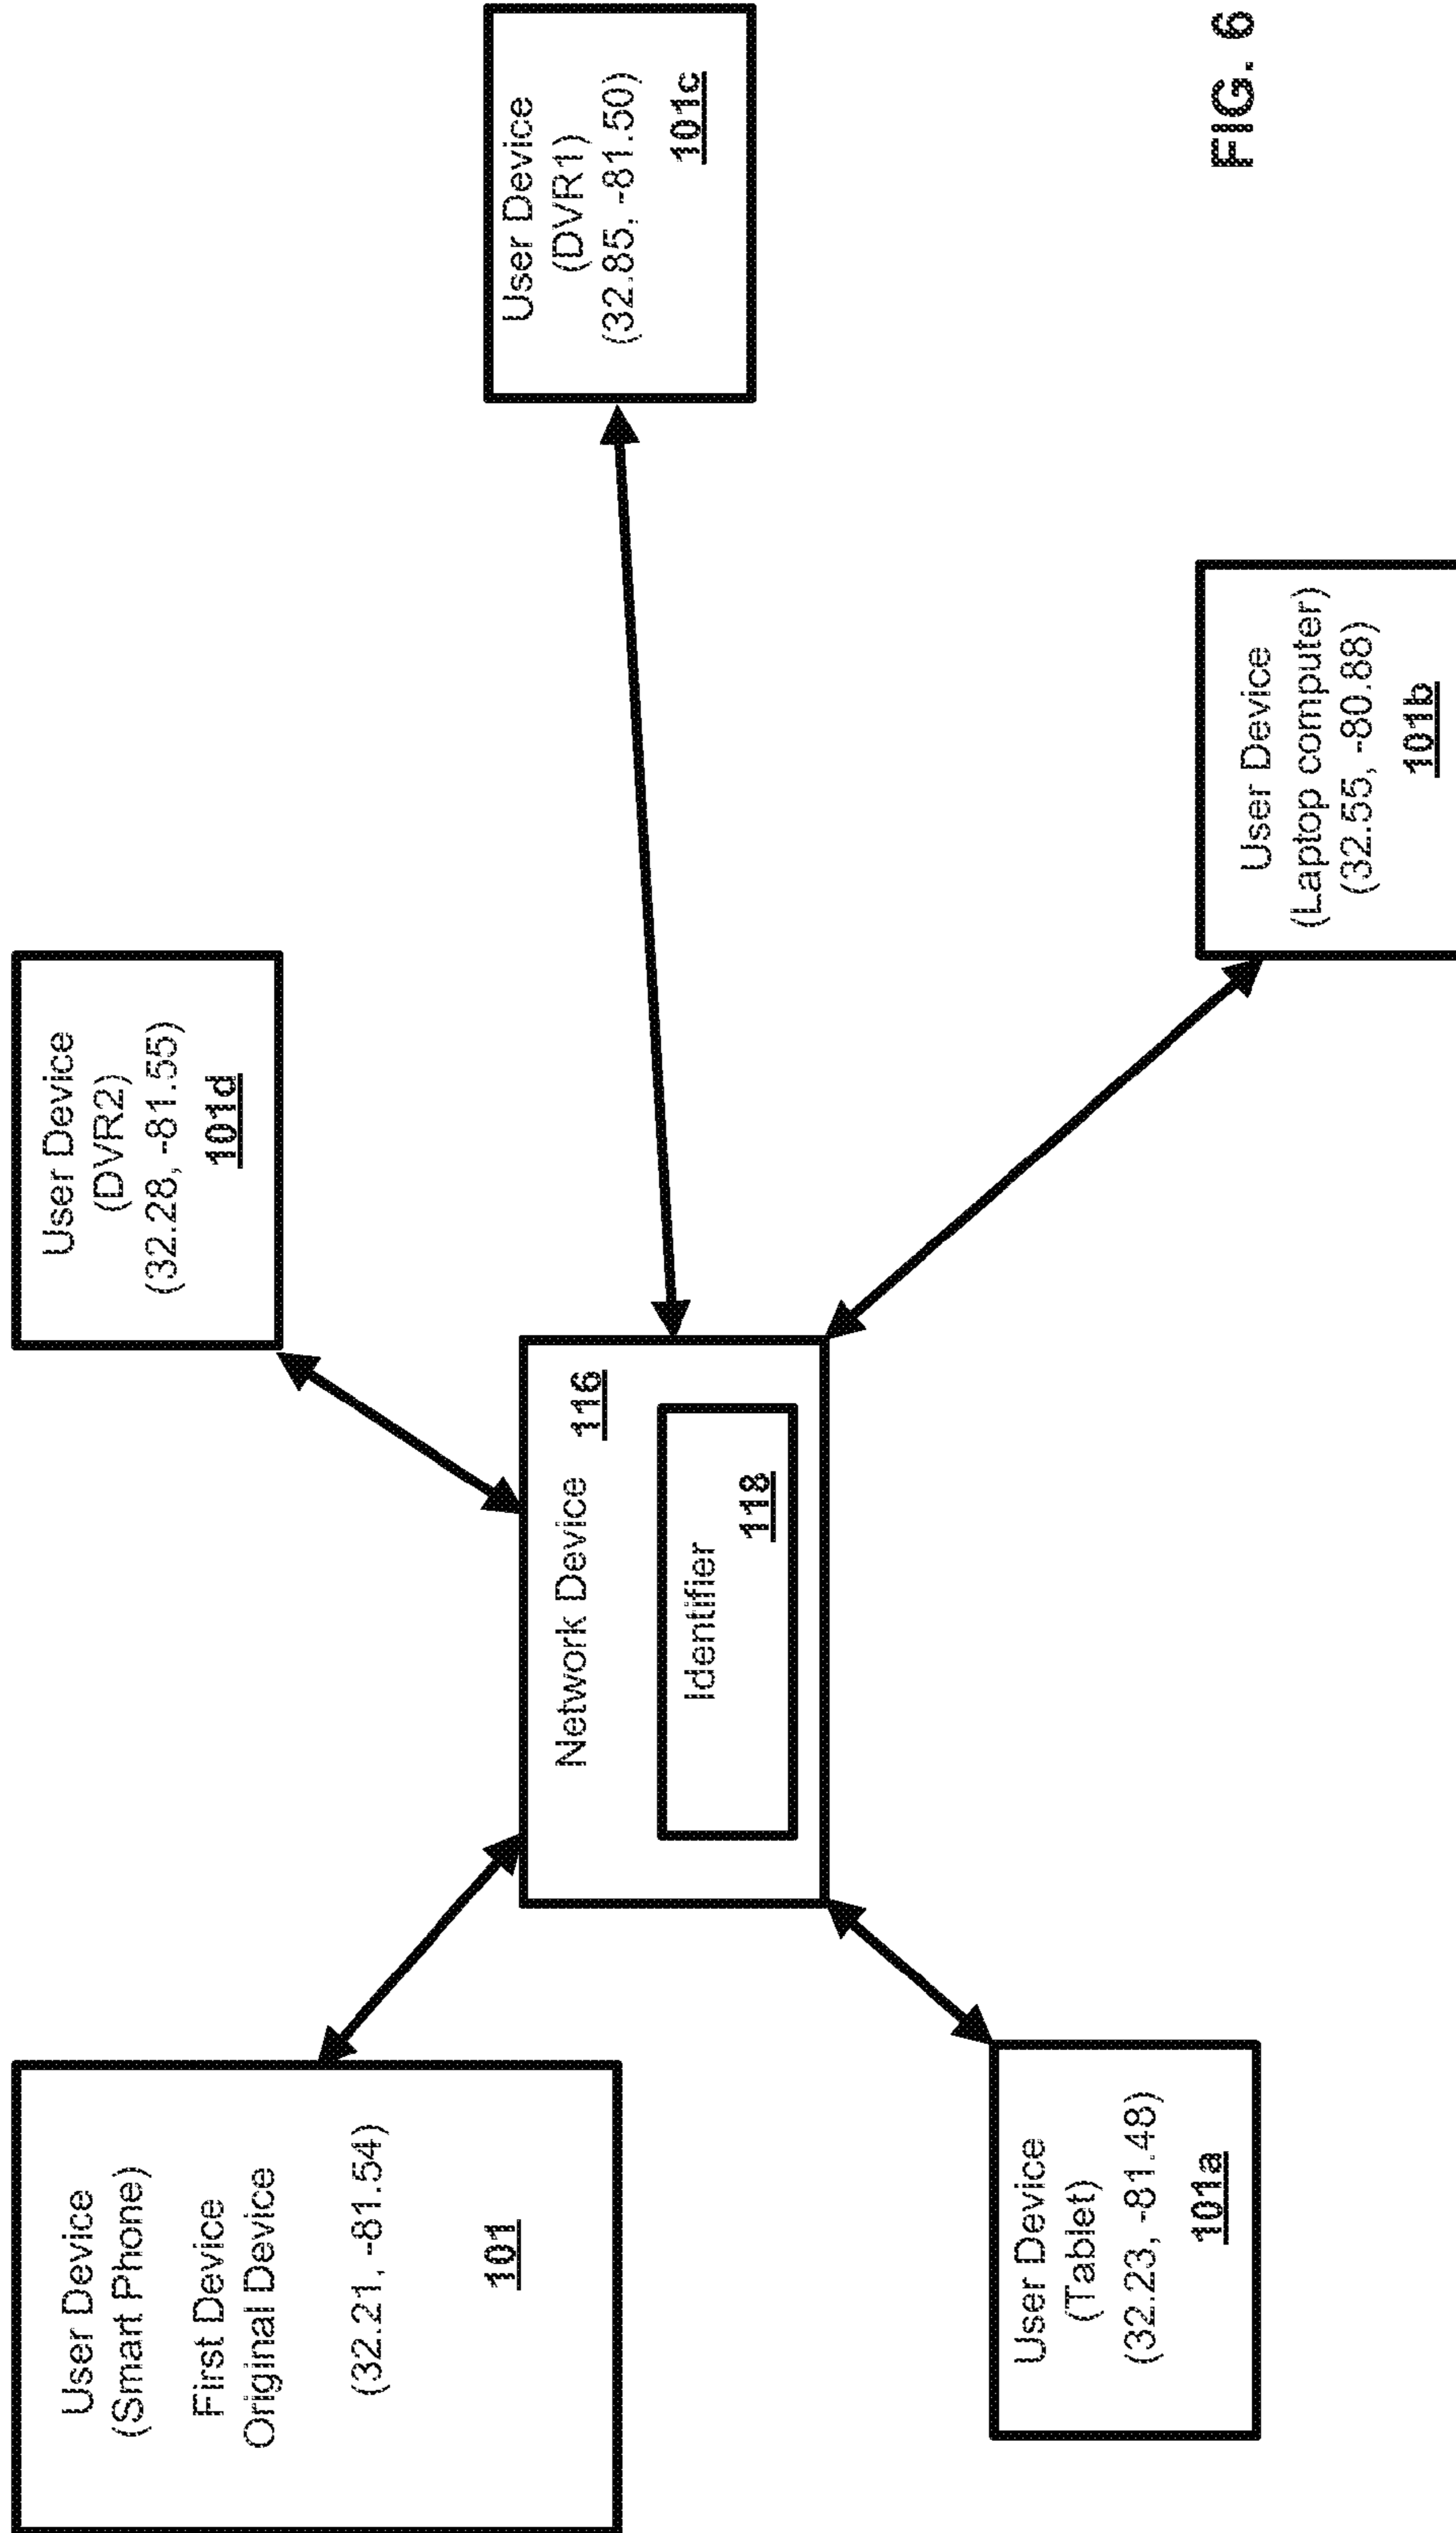 User Device
(Smart Phone)
First Device
Original Device
(32.21, -81.54)
101
User Device
(DVR2)
(32.28, -81.55)
101d
Network Device
116
Identifier
118
User Device
(DVR1)
(32.85, -81.50)
101c
User Device
(Tablet)
(32.23, -81.48)
101a
User Device
(Laptop computer)
(32.55, -80.88)
101b
FIG. 6